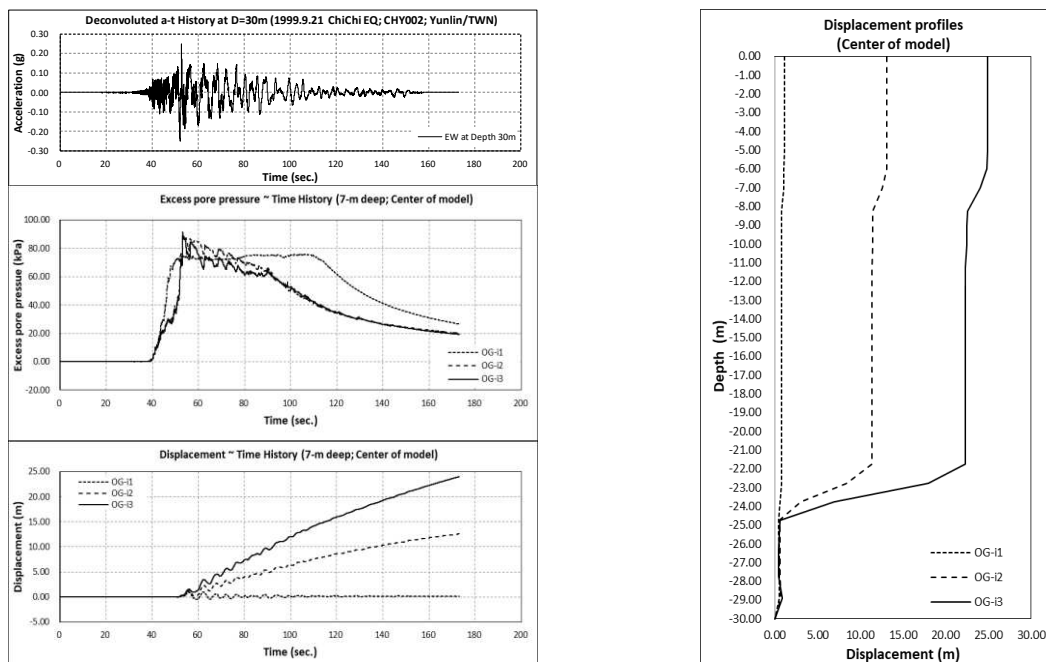 Deconvoluted a-t History at D=30m (1999.9.21 ChiChi EQ; CHY002; Yunlin/TWN)
Acceleration (g)
0.30
0.20
0.10
0.00
-0.10
-0.20
-0.30
EW at Depth 30m
0 20 40 60 80 100 120 140 160 180 200
Time (sec.)
Excess pore pressure ~ Time History (7-m deep; Center of model)
Excess pore pressue (kPa)
100.00
80.00
60.00
40.00
20.00
0.00
-20.00
OG-i1
OG-i2
OG-i3
0 20 40 60 80 100 120 140 160 180 200
Time (sec.)
Displacement ~ Time History (7-m deep; Center of model)
Displacement (m)
25.00
20.00
15.00
10.00
5.00
0.00
-5.00
OG-i1
OG-i2
OG-i3
0 20 40 60 80 100 120 140 160 180 200
Time (sec.)
Displacement profiles
(Center of model)
Depth (m)
0.00
-1.00
-2.00
-3.00
-4.00
-5.00
-6.00
-7.00
-8.00
-9.00
-10.00
-11.00
-12.00
-13.00
-14.00
-15.00
-16.00
-17.00
-18.00
-19.00
-20.00
-21.00
-22.00
-23.00
-24.00
-25.00
-26.00
-27.00
-28.00
-29.00
-30.00
OG-i1
OG-i2
OG-i3
0.00 5.00 10.00 15.00 20.00 25.00 30.00
Displacement (m)